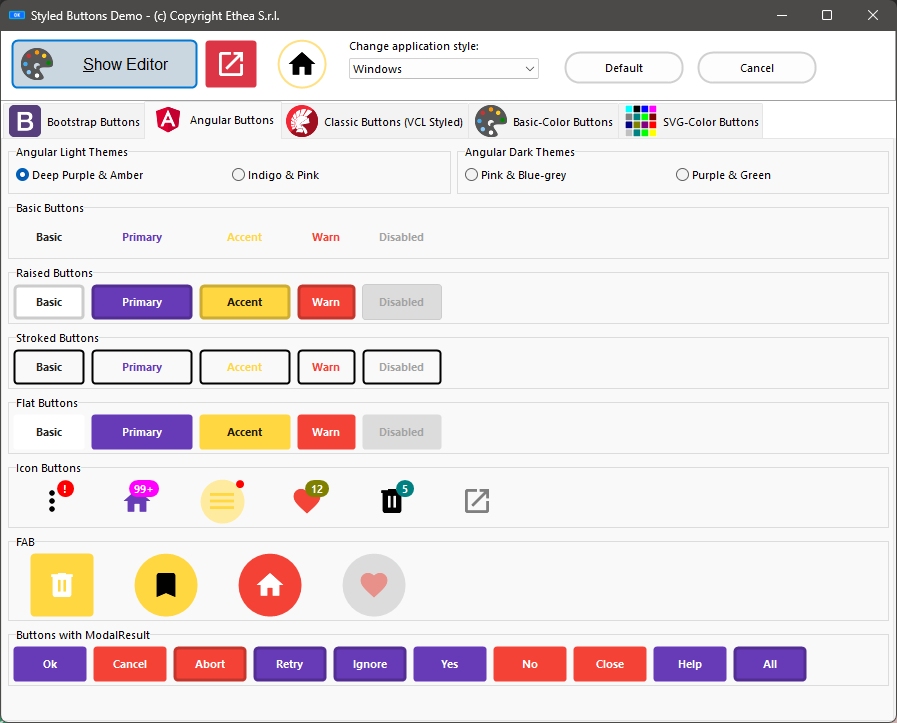 Styled Buttons Demo - (c) Copyright Ethea S.r.l.
Show Editor
Change application style:
Windows
Default
Cancel
B Bootstrap Buttons
A Angular Buttons
Classic Buttons (VCL Styled)
Basic-Color Buttons
SVG-Color Buttons
Angular Light Themes
Deep Purple & Amber
Indigo & Pink
Angular Dark Themes
Pink & Blue-grey
Purple & Green
Basic Buttons
Basic Primary Accent Warn Disabled
Raised Buttons
Basic Primary Accent Warn Disabled
Stroked Buttons
Basic Primary Accent Warn Disabled
Flat Buttons
Basic Primary Accent Warn Disabled
Icon Buttons
! 99+ 12 5
FAB
Buttons with ModalResult
Ok Cancel Abort Retry Ignore Yes No Close Help All